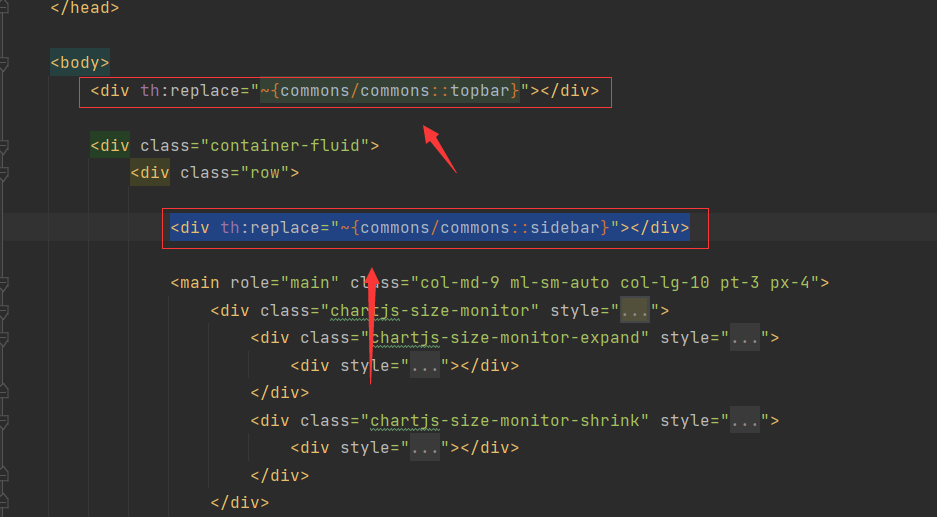 </head>
<body>
<div th:replace="~{commons/commons::topbar}"></div>
<div class="container-fluid">
<div class="row">
<div th:replace="~{commons/commons::sidebar}"></div>
<main role="main" class="col-md-9 ml-sm-auto col-lg-10 pt-3 px-4">
<div class="chartjs-size-monitor" style="...">
<div class="chartjs-size-monitor-expand" style="...">
<div style="..."></div>
</div>
<div class="chartjs-size-monitor-shrink" style="...">
<div style="..."></div>
</div>
</div>